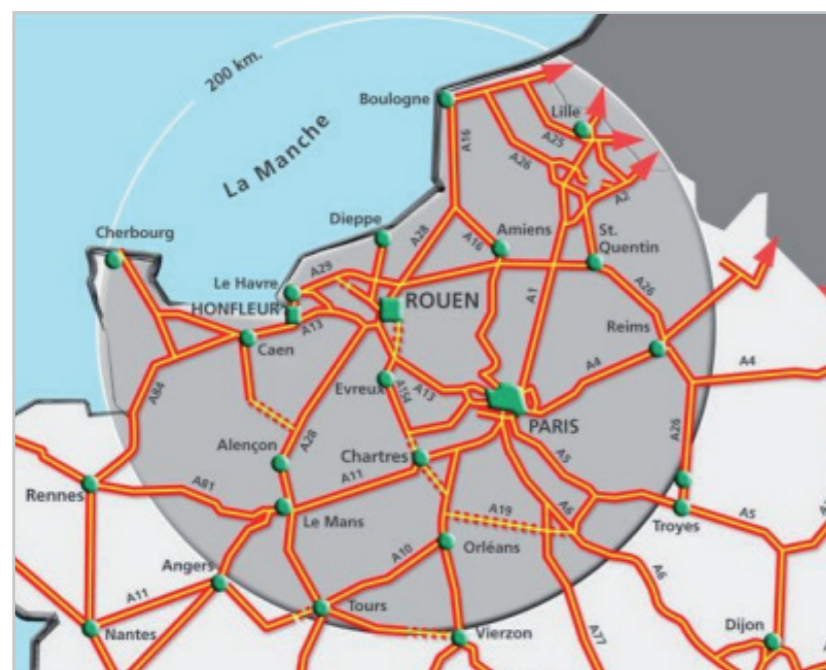 200 km.
La Manche
Boulogne
Lille
A25
A16
A26
A2
Dieppe
A28
A16
Amiens
St.
Quentin
Cherbourg
Le Havre
A29
HONFLEUR
ROUEN
A1
A26
Reims
A13
Caen
A4
A4
A84
Evreux
A154
A13
PARIS
A28
Alençon
Chartres
A26
A5
Rennes
A81
A11
A19
A6
Le Mans
Troyes
A5
A10
Orléans
Angers
A6
A11
Tours
A77
Nantes
Vierzon
Dijon